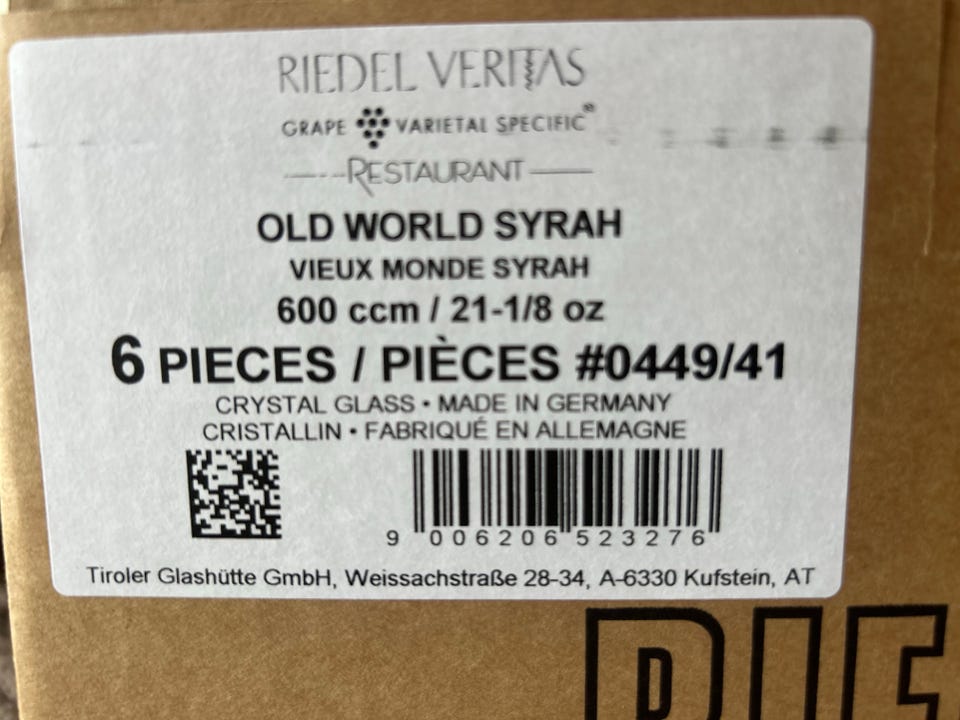 RIEDEL VERITAS
GRAPE VARIETAL SPECIFIC®
RESTAURANT
OLD WORLD SYRAH
VIEUX MONDE SYRAH
600 ccm / 21-1/8 oz
6 PIECES / PIÈCES #0449/41
CRYSTAL GLASS • MADE IN GERMANY
CRISTALLIN • FABRIQUÉ EN ALLEMAGNE
9 006206 523276
Tiroler Glashütte GmbH, Weissachstraße 28-34, A-6330 Kufstein, AT
RIE